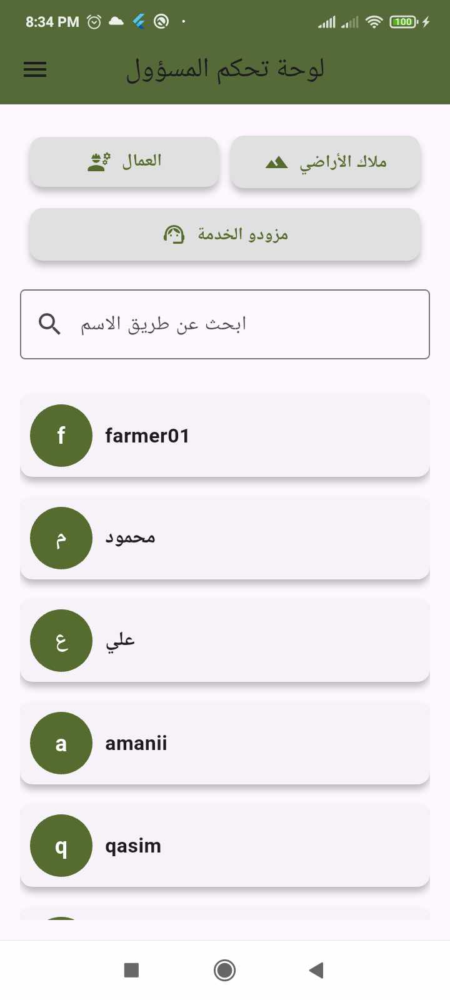 8:34 PM 100
لوحة تحكم المسؤول
ملاك الأراضي
العمال
مزودو الخدمة
ابحث عن طريق الاسم
f farmer01
م محمود
ع علي
a amanii
q qasim